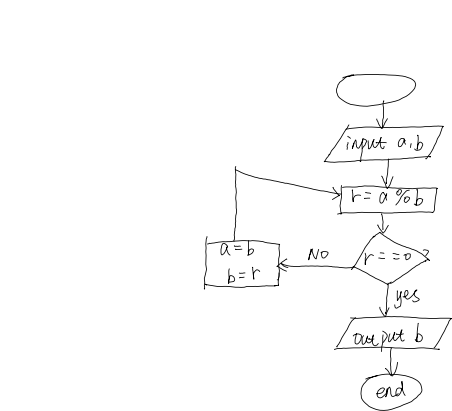 input a,b
r = a % b
r == 0 ?
NO
a = b
b = r
yes
output b
end